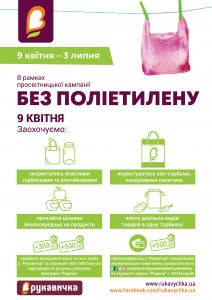 9 КВІТНЯ – 3 ЛИПНЯ
В рамках
просвітницької кампанії
БЕЗ ПОЛІЕТИЛЕНУ
9 КВІТНЯ
Заохочуємо:
скористатись власними
торбинками та контейнерами
користуватись еко-торбами,
паперовими пакетами
приклеїти цінники
безпосередньо на продукти
взяти декілька видів
товарів в одну торбинку
+300
+500
+500
РУКАВИЧКА
www.rukavychka.ua
www.facebook.com/rukavychka.ua